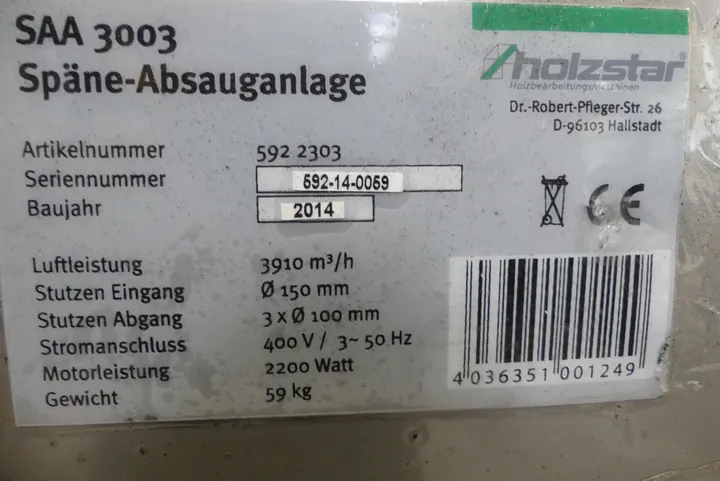 SAA 3003
Späne-Absauganlage
holzstar®
Holzbearbeitungsmaschinen
Dr.-Robert-Pfleger-Str. 26
D-96103 Hallstadt
Artikelnummer 592 2303
Seriennummer 592-14-0059
Baujahr 2014
CE
Luftleistung 3910 m³/h
Stutzen Eingang Ø 150 mm
Stutzen Abgang 3 x Ø 100 mm
Stromanschluss 400 V / 3~ 50 Hz
Motorleistung 2200 Watt
Gewicht 59 kg
4 036351 001249